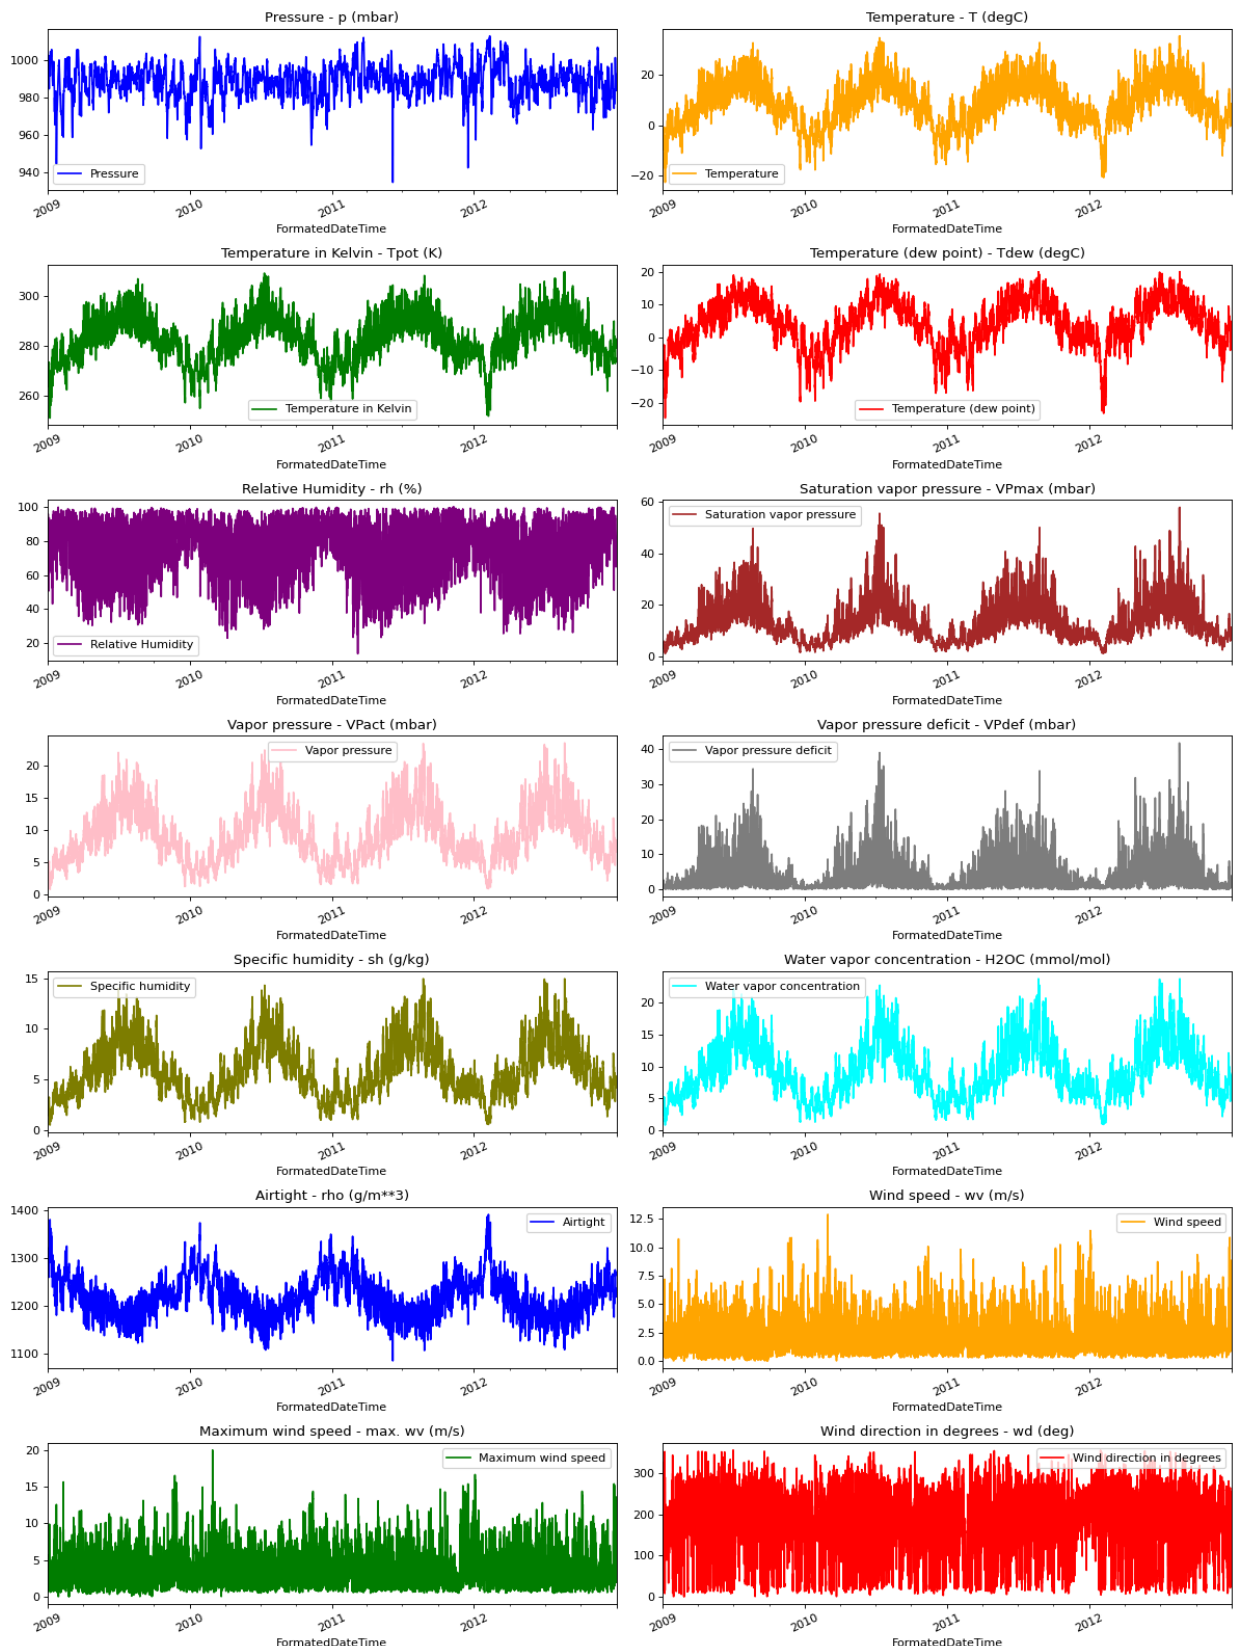 Pressure - p (mbar)
1000
980
960
940
Pressure
2009
2010
2011
2012
FormatedDateTime
Temperature - T (degC)
20
0
−20
Temperature
2009
2010
2011
2012
FormatedDateTime
Temperature in Kelvin - Tpot (K)
300
280
260
Temperature in Kelvin
2009
2010
2011
2012
FormatedDateTime
Temperature (dew point) - Tdew (degC)
20
10
0
−10
−20
Temperature (dew point)
2009
2010
2011
2012
FormatedDateTime
Relative Humidity - rh (%)
100
80
60
40
20
Relative Humidity
2009
2010
2011
2012
FormatedDateTime
Saturation vapor pressure - VPmax (mbar)
60
40
20
0
Saturation vapor pressure
2009
2010
2011
2012
FormatedDateTime
Vapor pressure - VPact (mbar)
20
15
10
5
0
Vapor pressure
2009
2010
2011
2012
FormatedDateTime
Vapor pressure deficit - VPdef (mbar)
40
30
20
10
0
Vapor pressure deficit
2009
2010
2011
2012
FormatedDateTime
Specific humidity - sh (g/kg)
15
10
5
0
Specific humidity
2009
2010
2011
2012
FormatedDateTime
Water vapor concentration - H2OC (mmol/mol)
20
15
10
5
0
Water vapor concentration
2009
2010
2011
2012
FormatedDateTime
Airtight - rho (g/m**3)
1400
1300
1200
1100
Airtight
2009
2010
2011
2012
FormatedDateTime
Wind speed - wv (m/s)
12.5
10.0
7.5
5.0
2.5
0.0
Wind speed
2009
2010
2011
2012
FormatedDateTime
Maximum wind speed - max. wv (m/s)
20
15
10
5
0
Maximum wind speed
2009
2010
2011
2012
FormatedDateTime
Wind direction in degrees - wd (deg)
300
200
100
0
Wind direction in degrees
2009
2010
2011
2012
FormatedDateTime